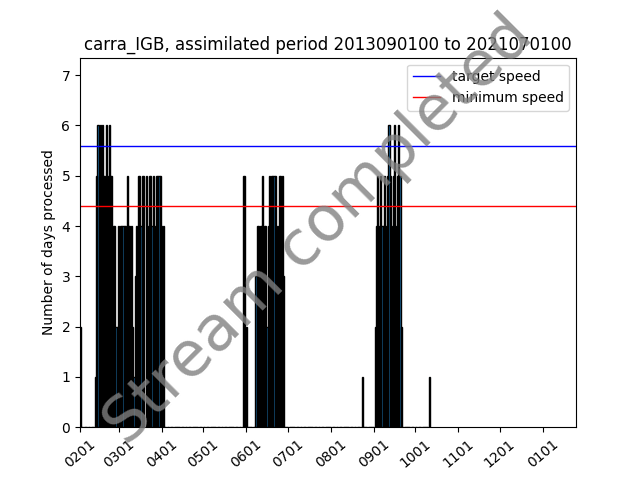 carra_IGB, assimilated period 2013090100 to 2021070100
target speed
minimum speed
Number of days processed
7
6
5
4
3
2
1
0
0201 0301 0401 0501 0601 0701 0801 0901 1001 1101 1201 0101
Stream completed